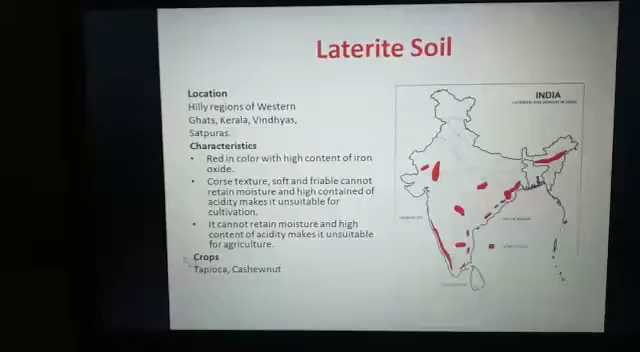 Laterite Soil
Location
Hilly regions of Western
Ghats, Kerala, Vindhyas,
Satpuras.
Characteristics
• Red in color with high content of iron
oxide.
• Corse texture, soft and friable cannot
retain moisture and high contained of
acidity makes it unsuitable for
cultivation.
• It cannot retain moisture and high
content of acidity makes it unsuitable
for agriculture.
Crops
Tapioca, Cashewnut
INDIA
BAY OF BENGAL